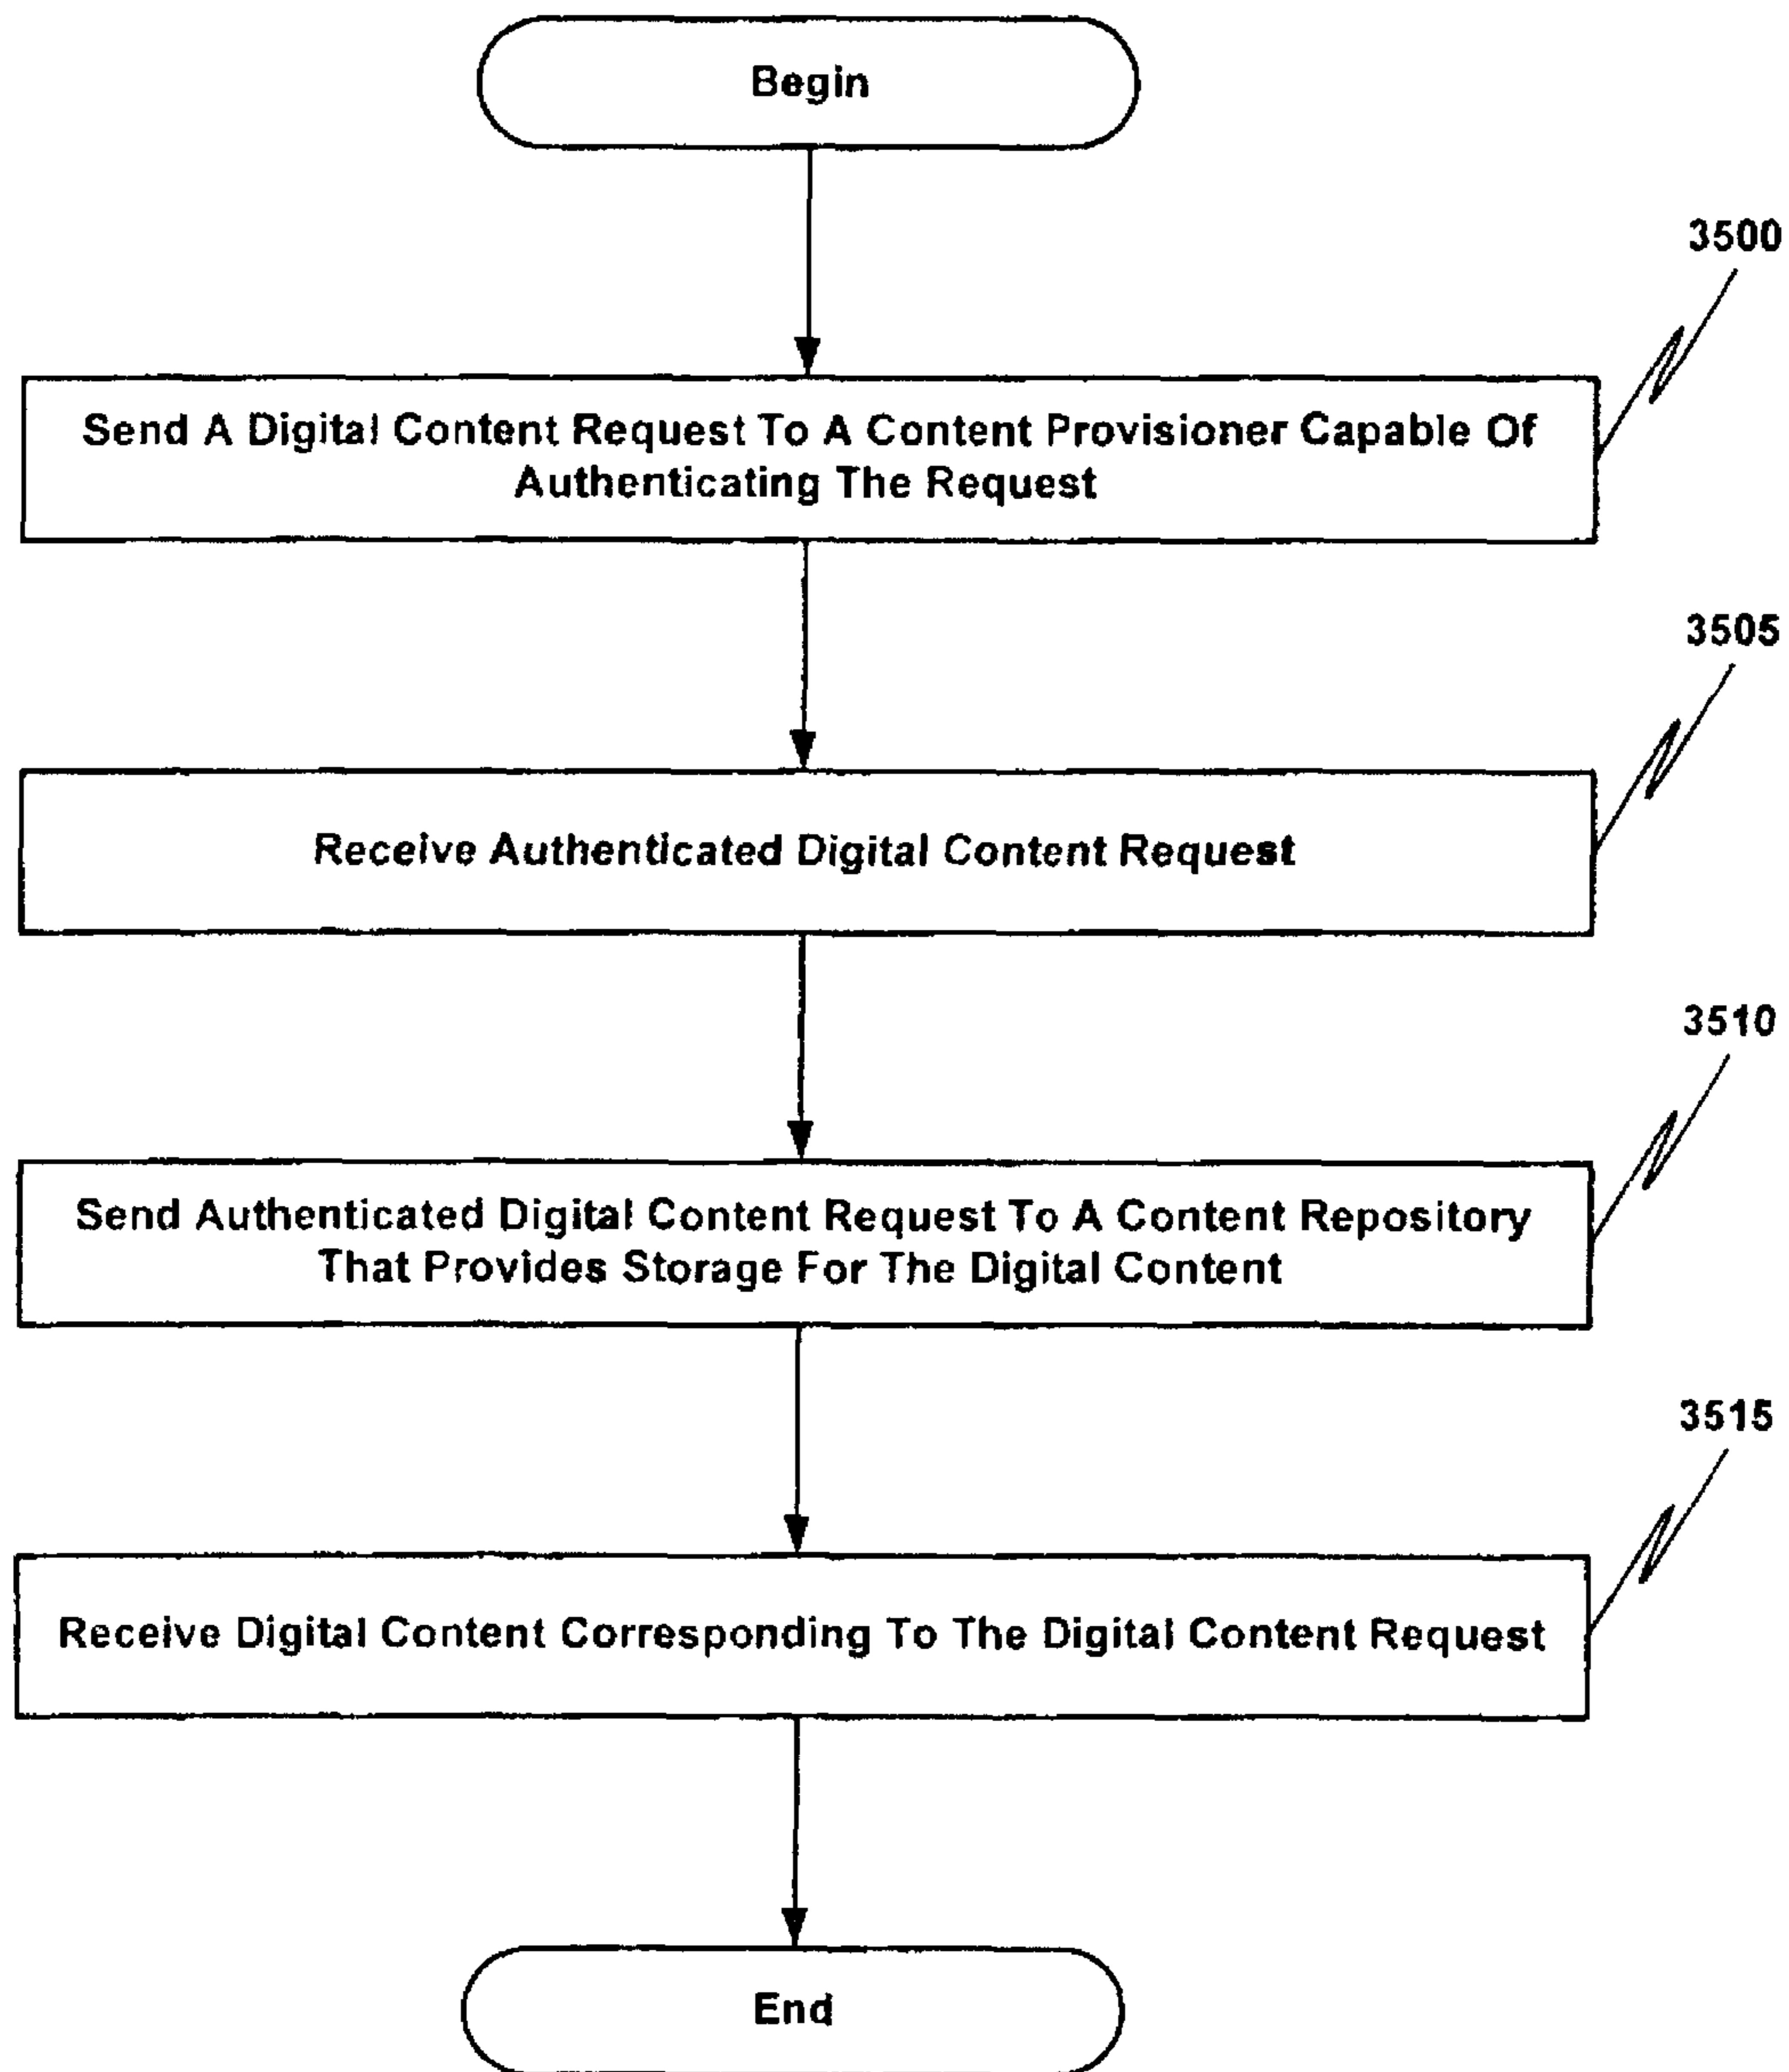 Begin
3500
Send A Digital Content Request To A Content Provisioner Capable Of
Authenticating The Request
3505
Receive Authenticated Digital Content Request
3510
Send Authenticated Digital Content Request To A Content Repository
That Provides Storage For The Digital Content
3515
Receive Digital Content Corresponding To The Digital Content Request
End